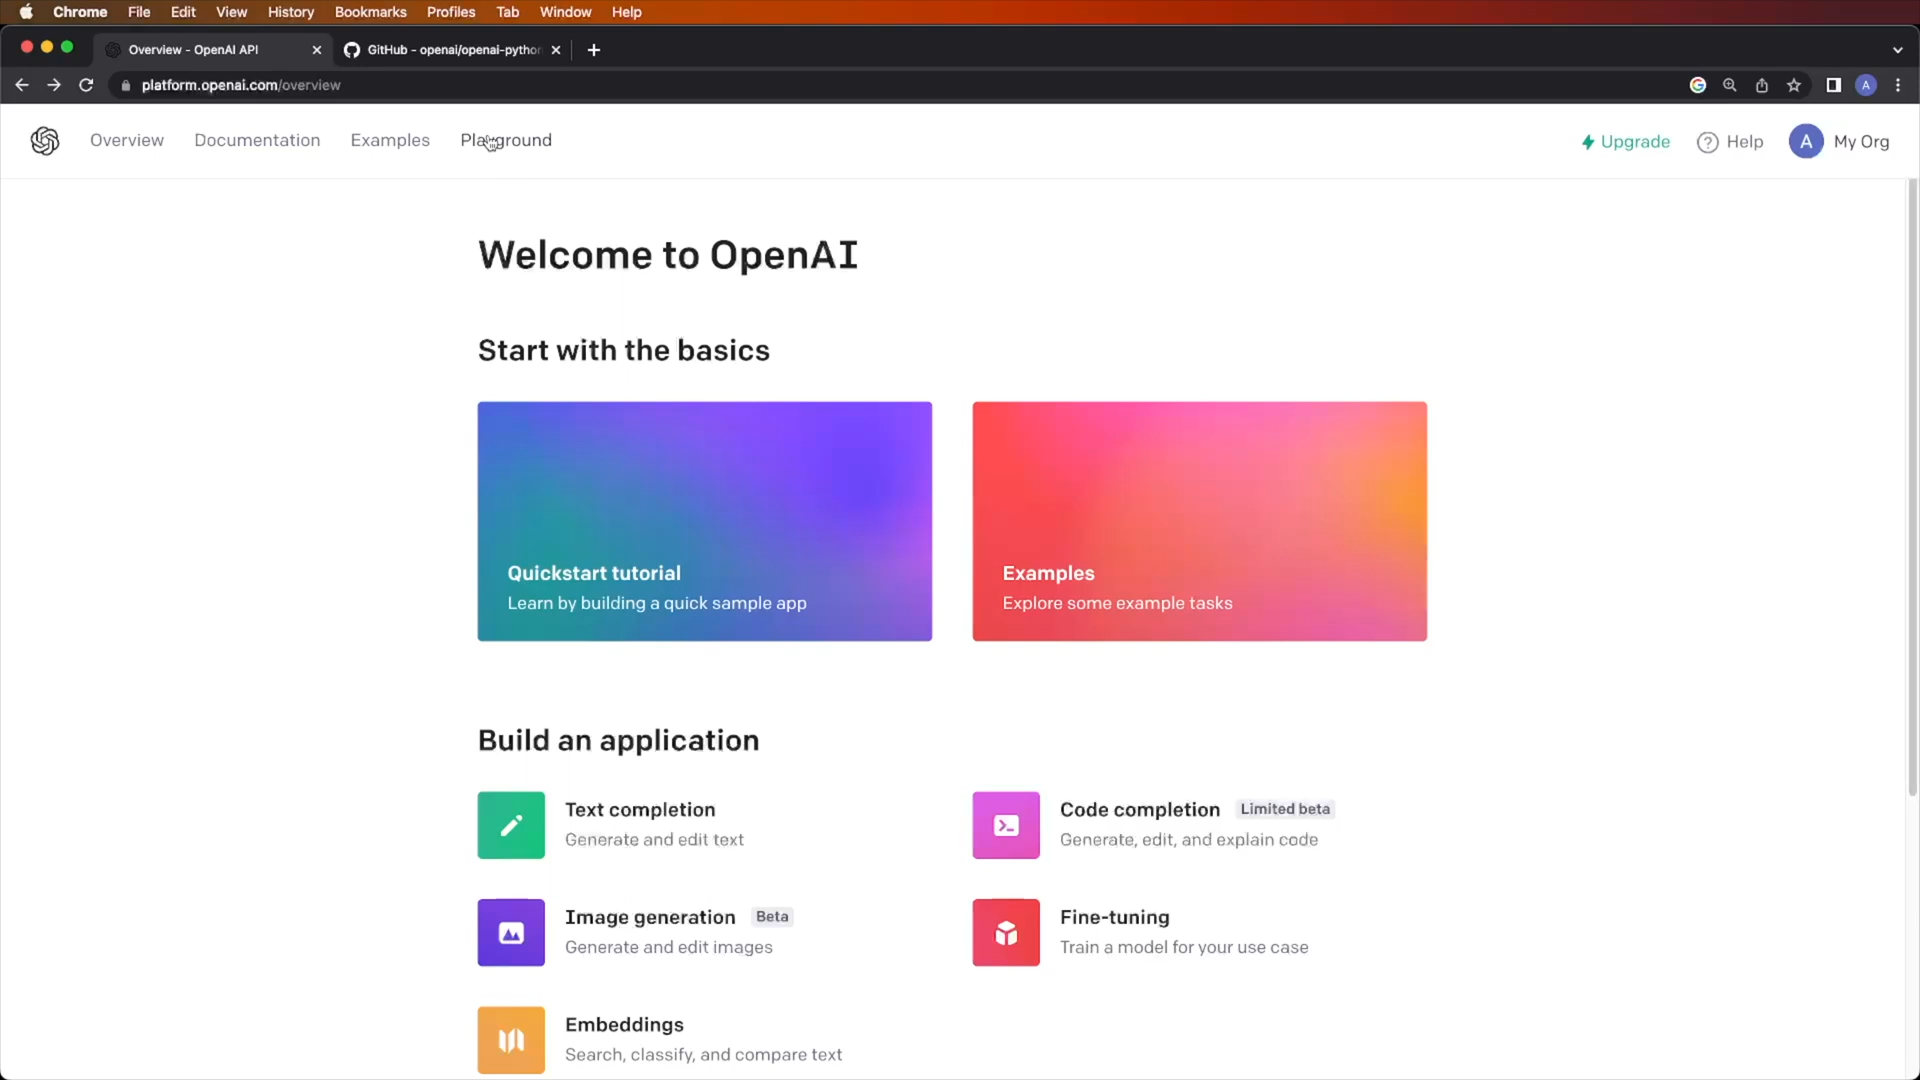 Chrome File Edit View History Bookmarks Profiles Tab Window Help
Overview - OpenAI API
GitHub - openai/openai-python
platform.openai.com/overview
A
Overview Documentation Examples Playground
Upgrade
? Help
A My Org
Welcome to OpenAI
Start with the basics
Quickstart tutorial
Learn by building a quick sample app
Examples
Explore some example tasks
Build an application
Text completion
Generate and edit text
Code completion Limited beta
Generate, edit, and explain code
Image generation Beta
Generate and edit images
Fine-tuning
Train a model for your use case
Embeddings
Search, classify, and compare text